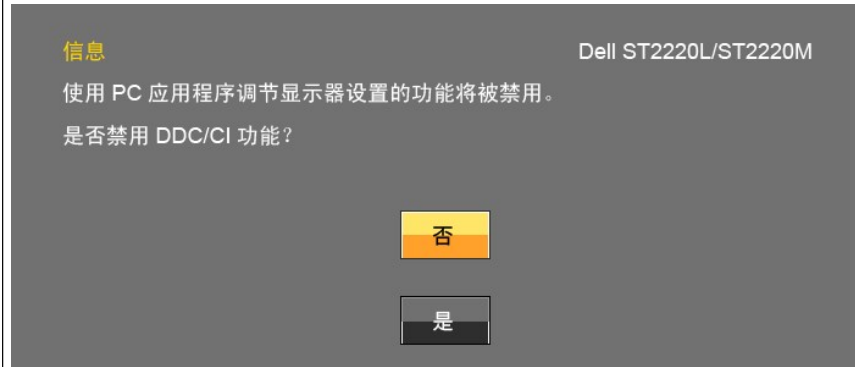 信息
Dell ST2220L/ST2220M
使用 PC 应用程序调节显示器设置的功能将被禁用。
是否禁用 DDC/CI 功能?
否
是